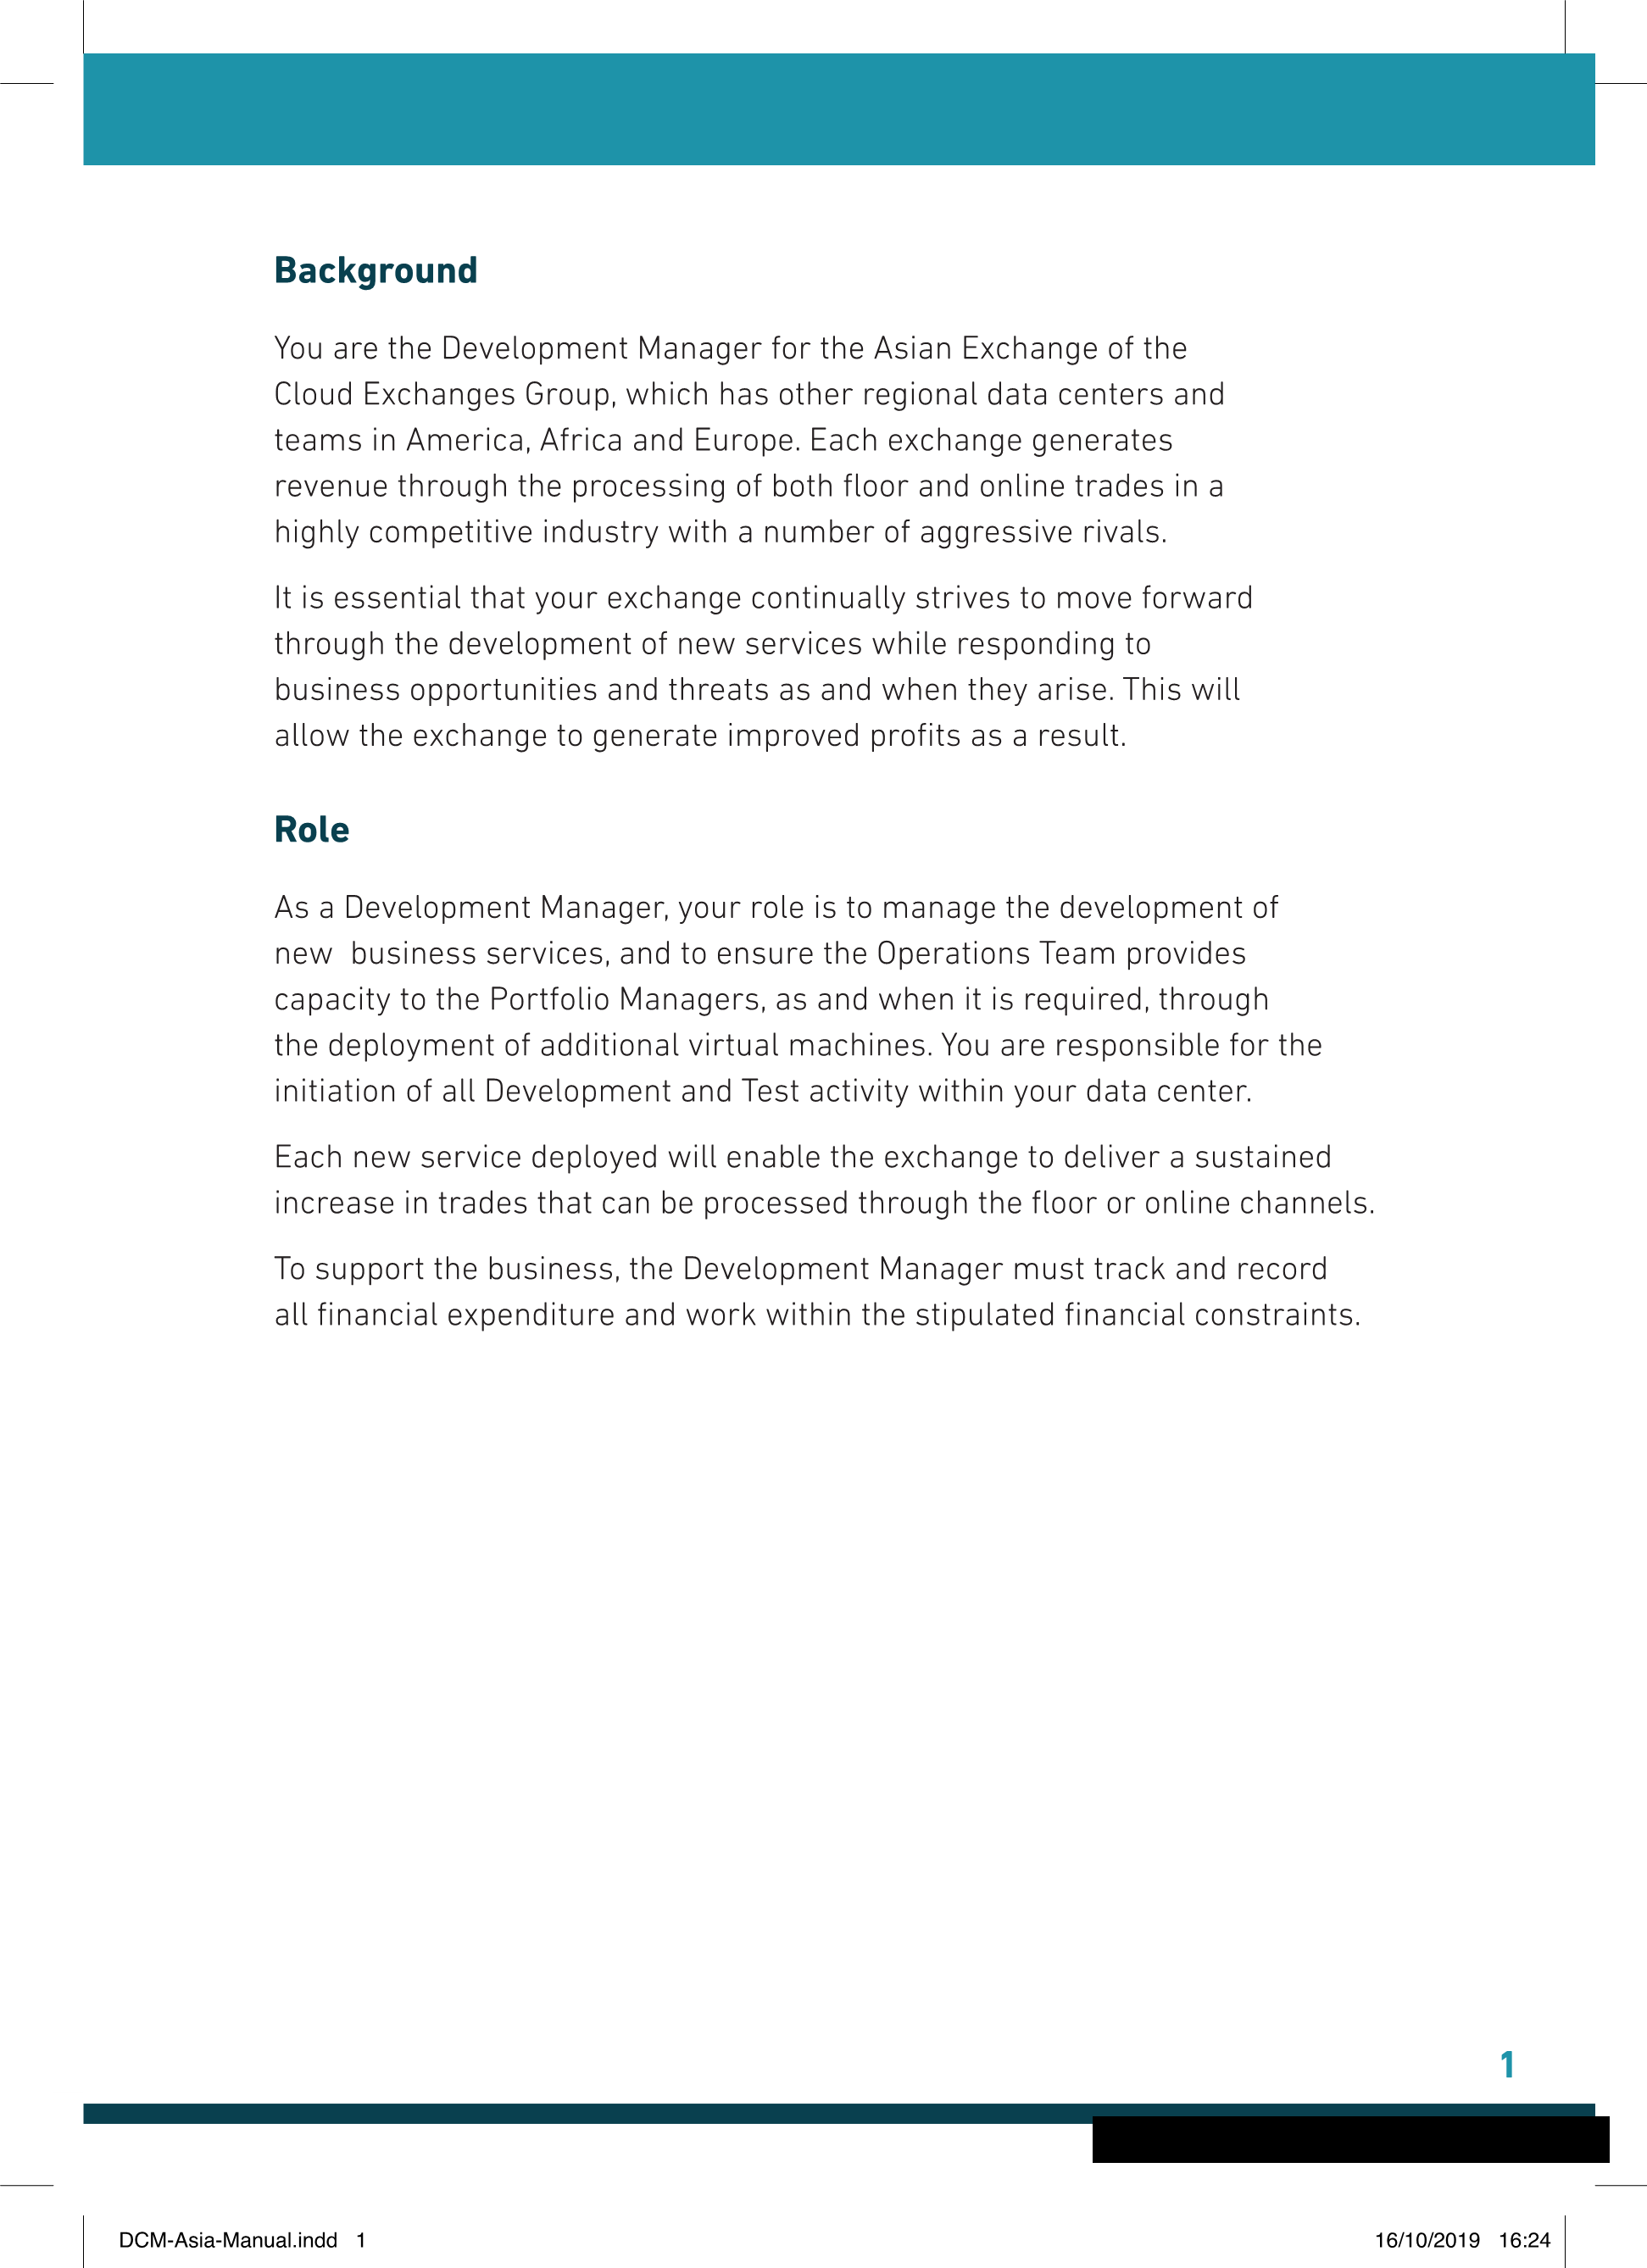 Background
You are the Development Manager for the Asian Exchange of the
Cloud Exchanges Group, which has other regional data centers and
teams in America, Africa and Europe. Each exchange generates
revenue through the processing of both floor and online trades in a
highly competitive industry with a number of aggressive rivals.
It is essential that your exchange continually strives to move forward
through the development of new services while responding to
business opportunities and threats as and when they arise. This will
allow the exchange to generate improved profits as a result.
Role
As a Development Manager, your role is to manage the development of
new  business services, and to ensure the Operations Team provides
capacity to the Portfolio Managers, as and when it is required, through
the deployment of additional virtual machines. You are responsible for the
initiation of all Development and Test activity within your data center.
Each new service deployed will enable the exchange to deliver a sustained
increase in trades that can be processed through the floor or online channels.
To support the business, the Development Manager must track and record
all financial expenditure and work within the stipulated financial constraints.
1
DCM-Asia-Manual.indd   1
16/10/2019   16:24